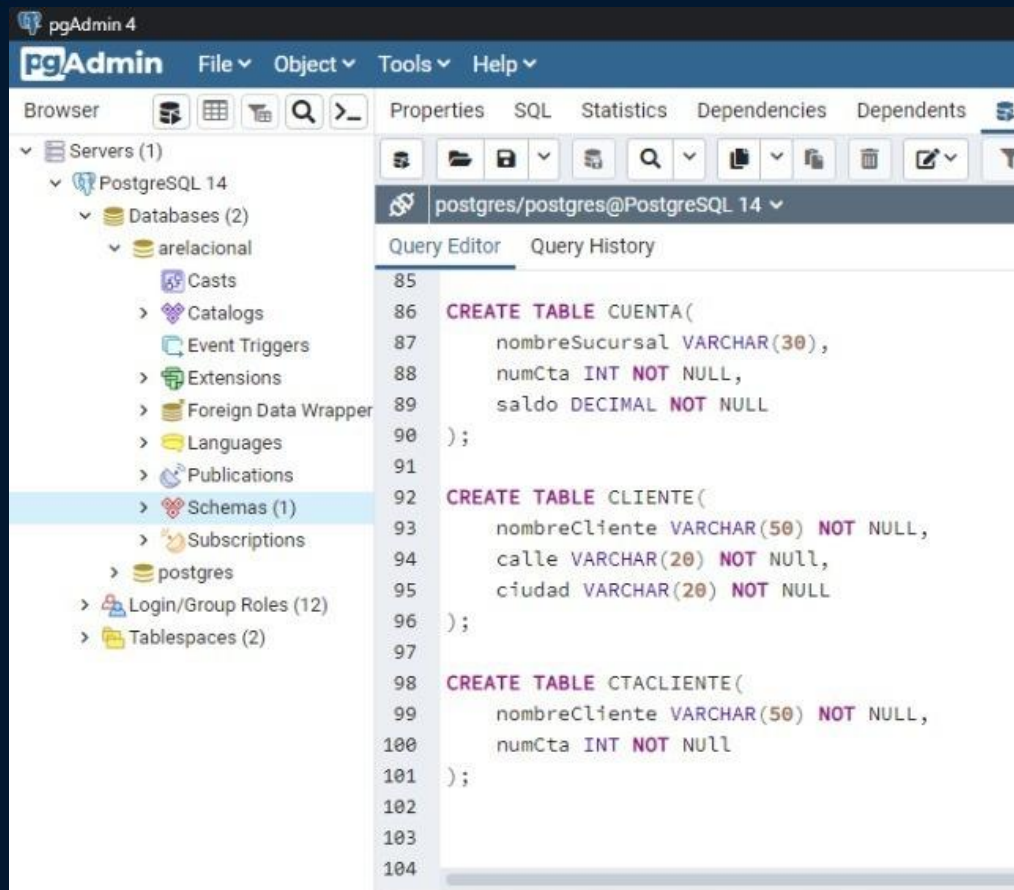 pgAdmin 4
pgAdmin File Object Tools Help
Browser
Properties SQL Statistics Dependencies Dependents
Servers (1)
PostgreSQL 14
Databases (2)
arelacional
Casts
Catalogs
Event Triggers
Extensions
Foreign Data Wrapper
Languages
Publications
Schemas (1)
Subscriptions
postgres
Login/Group Roles (12)
Tablespaces (2)
postgres/postgres@PostgreSQL 14
Query Editor Query History
85
86 CREATE TABLE CUENTA(
87 nombreSucursal VARCHAR(30),
88 numCta INT NOT NULL,
89 saldo DECIMAL NOT NULL
90 );
91
92 CREATE TABLE CLIENTE(
93 nombreCliente VARCHAR(50) NOT NULL,
94 calle VARCHAR(20) NOT NUll,
95 ciudad VARCHAR(20) NOT NULL
96 );
97
98 CREATE TABLE CTACLIENTE(
99 nombreCliente VARCHAR(50) NOT NULL,
100 numCta INT NOT NUll
101 );
102
103
104